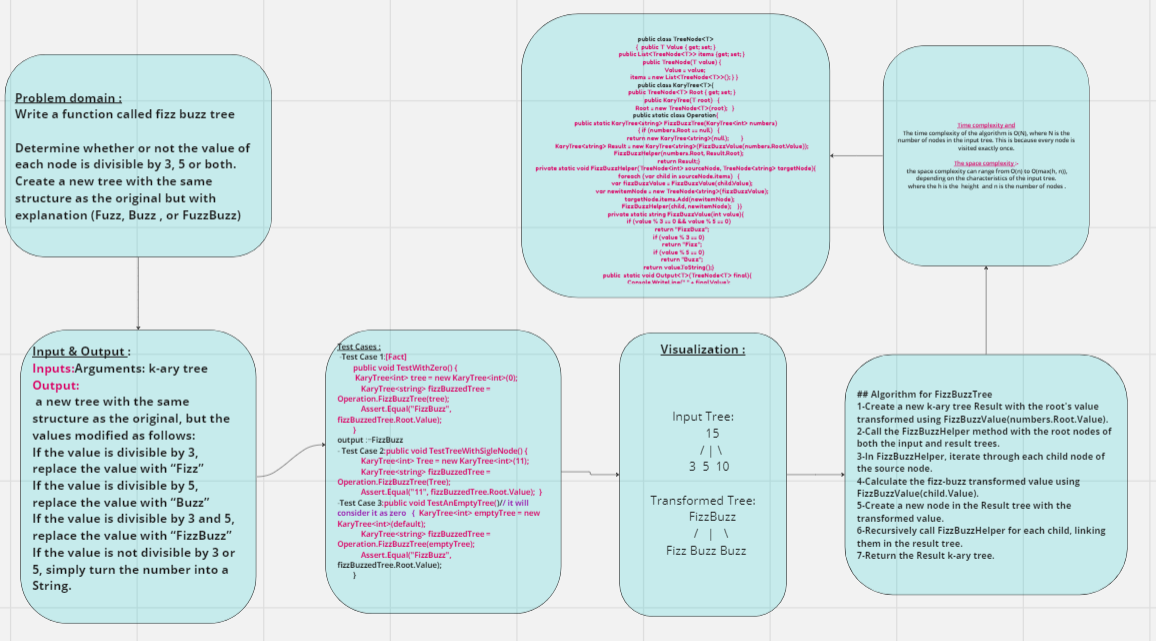 Problem domain :
Write a function called fizz buzz tree
Determine whether or not the value of
each node is divisible by 3, 5 or both.
Create a new tree with the same
structure as the original but with
explanation (Fuzz, Buzz , or FuzzBuzz)
Input & Output :
Inputs:Arguments: k-ary tree
Output:
a new tree with the same
structure as the original, but the
values modified as follows:
If the value is divisible by 3,
replace the value with “Fizz”
If the value is divisible by 5,
replace the value with “Buzz”
If the value is divisible by 3 and 5,
replace the value with “FizzBuzz”
If the value is not divisible by 3 or
5, simply turn the number into a
String.
Test Cases :
-Test Case 1:[Fact]
public void TestWithZero() {
KaryTree<int> tree = new KaryTree<int>(0);
KaryTree<string> fizzBuzzedTree =
Operation.FizzBuzzTree(tree);
Assert.Equal("FizzBuzz",
fizzBuzzedTree.Root.Value);
}
output :-FizzBuzz
-Test Case 2:public void TestTreeWithSigleNode() {
KaryTree<int> Tree = new KaryTree<int>(11);
KaryTree<string> fizzBuzzedTree =
Operation.FizzBuzzTree(Tree);
Assert.Equal("11", fizzBuzzedTree.Root.Value); }
-Test Case 3:public void TestAnEmptyTree()// it will
consider it as zero { KaryTree<int> emptyTree = new
KaryTree<int>(default);
KaryTree<string> fizzBuzzedTree =
Operation.FizzBuzzTree(emptyTree);
Assert.Equal("FizzBuzz",
fizzBuzzedTree.Root.Value);
}
Visualization :
Input Tree:
15
/ | \
3 5 10
Transformed Tree:
FizzBuzz
/ | \
Fizz Buzz Buzz
## Algorithm for FizzBuzzTree
1-Create a new k-ary tree Result with the root's value
transformed using FizzBuzzValue(numbers.Root.Value).
2-Call the FizzBuzzHelper method with the root nodes of
both the input and result trees.
3-In FizzBuzzHelper, iterate through each child node of
the source node.
4-Calculate the fizz-buzz transformed value using
FizzBuzzValue(child.Value).
5-Create a new node in the Result tree with the
transformed value.
6-Recursively call FizzBuzzHelper for each child, linking
them in the result tree.
7-Return the Result k-ary tree.
Time complexity and
The time complexity of the algorithm is O(N), where N is the
number of nodes in the input tree. This is because every node is
visited exactly once.
The space complexity :-
the space complexity can range from O(n) to O(max(h, n)),
depending on the characteristics of the input tree.
where the h is the height and n is the number of nodes .
public class TreeNode<T>
{ public T Value { get; set; }
public List<TreeNode<T>> items {get; set; }
public TreeNode(T value) {
Value = value;
items = new List<TreeNode<T>>(); } }
public class KaryTree<T>{
public TreeNode<T> Root { get; set; }
public KaryTree(T root) {
Root = new TreeNode<T>(root); }
public static class Operation{
public static KaryTree<string> FizzBuzzTree(KaryTree<int> numbers)
{ if (numbers.Root == null) {
return new KaryTree<string>(null); }
KaryTree<string> Result = new KaryTree<string>(FizzBuzzValue(numbers.Root.Value));
FizzBuzzHelper(numbers.Root, Result.Root);
return Result;}
private static void FizzBuzzHelper(TreeNode<int> sourceNode, TreeNode<string> targetNode){
foreach (var child in sourceNode.items) {
var fizzBuzzValue = FizzBuzzValue(child.Value);
var newitemNode = new TreeNode<string>(fizzBuzzValue);
targetNode.items.Add(newitemNode);
FizzBuzzHelper(child, newitemNode); }}
private static string FizzBuzzValue(int value){
if (value % 3 == 0 && value % 5 == 0)
return "FizzBuzz";
if (value % 3 == 0)
return "Fizz";
if (value % 5 == 0)
return "Buzz";
return value.ToString();}
public static void Output<T>(TreeNode<T> final){
Console.WriteLine(" " + final.Value);